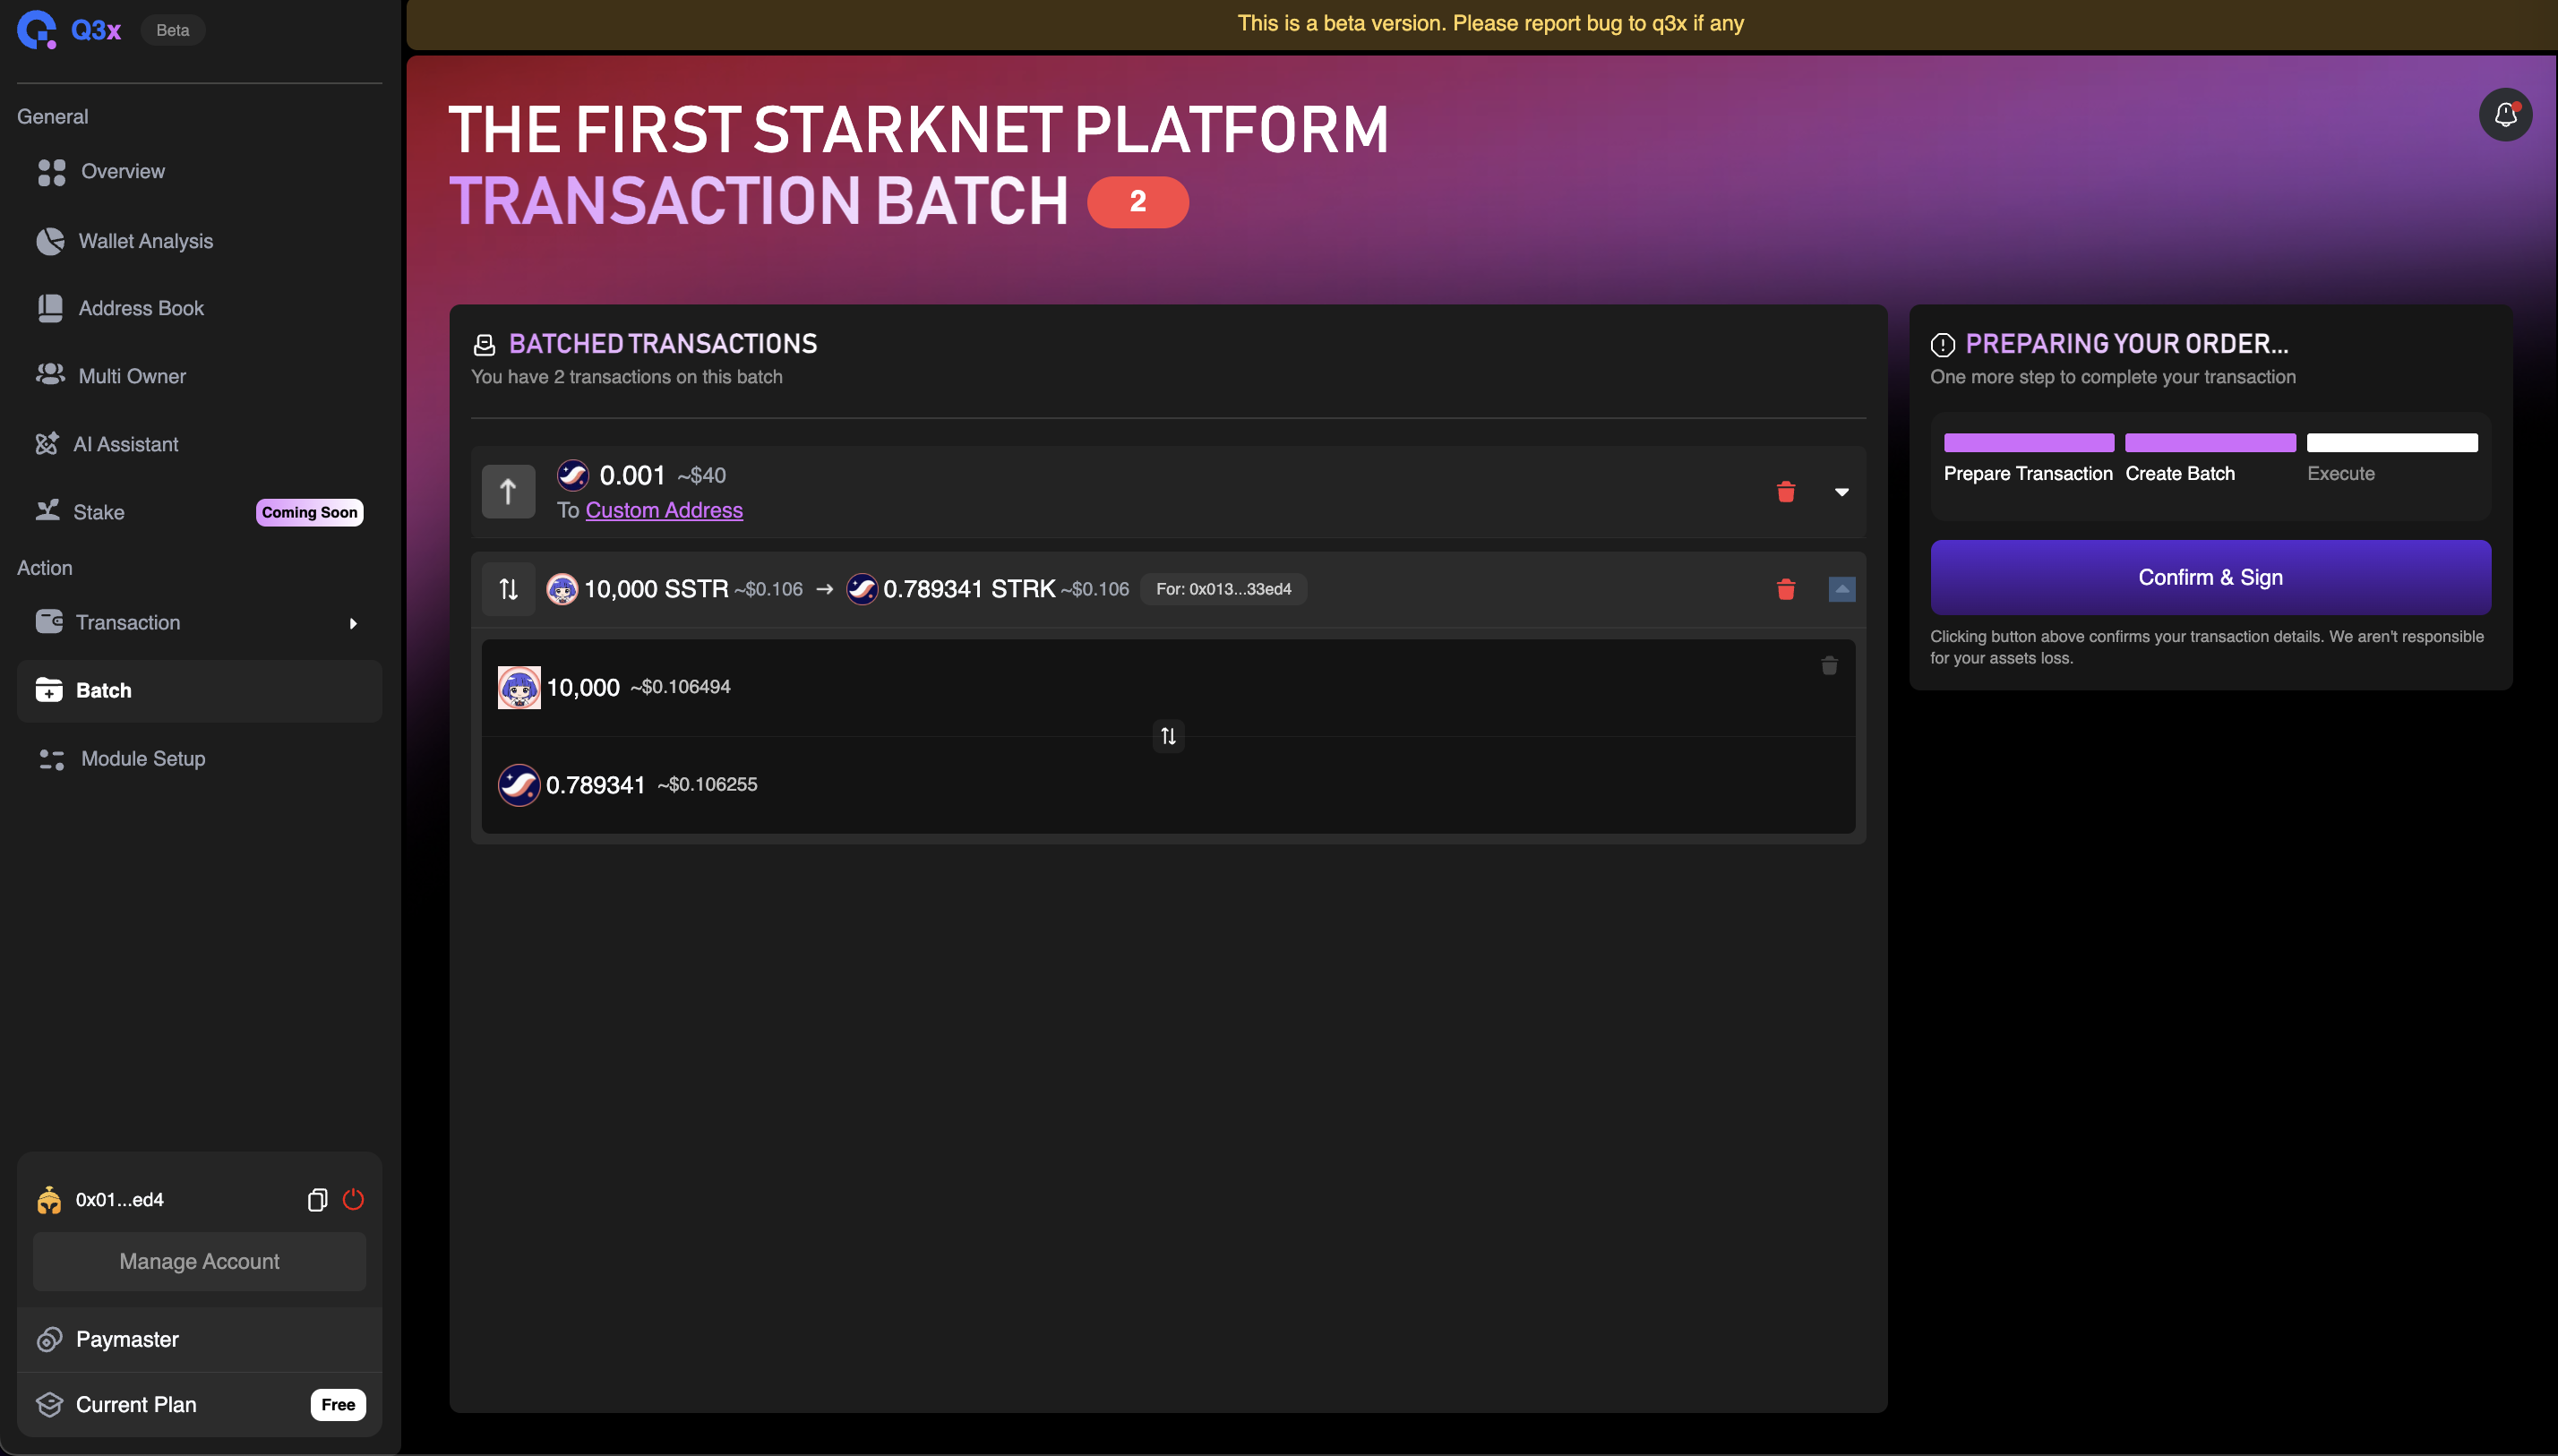 Q3x Beta
General
Overview
Wallet Analysis
Address Book
Multi Owner
AI Assistant
Stake Coming Soon
Action
Transaction
Batch
Module Setup
0x01...ed4
Manage Account
Paymaster
Current Plan Free
This is a beta version. Please report bug to q3x if any
THE FIRST STARKNET PLATFORM
TRANSACTION BATCH 2
BATCHED TRANSACTIONS
You have 2 transactions on this batch
0.001 ~$40
To Custom Address
10,000 SSTR ~$0.106 → 0.789341 STRK ~$0.106 For: 0x013...33ed4
10,000 ~$0.106494
0.789341 ~$0.106255
PREPARING YOUR ORDER...
One more step to complete your transaction
Prepare Transaction Create Batch Execute
Confirm & Sign
Clicking button above confirms your transaction details. We aren't responsible
for your assets loss.